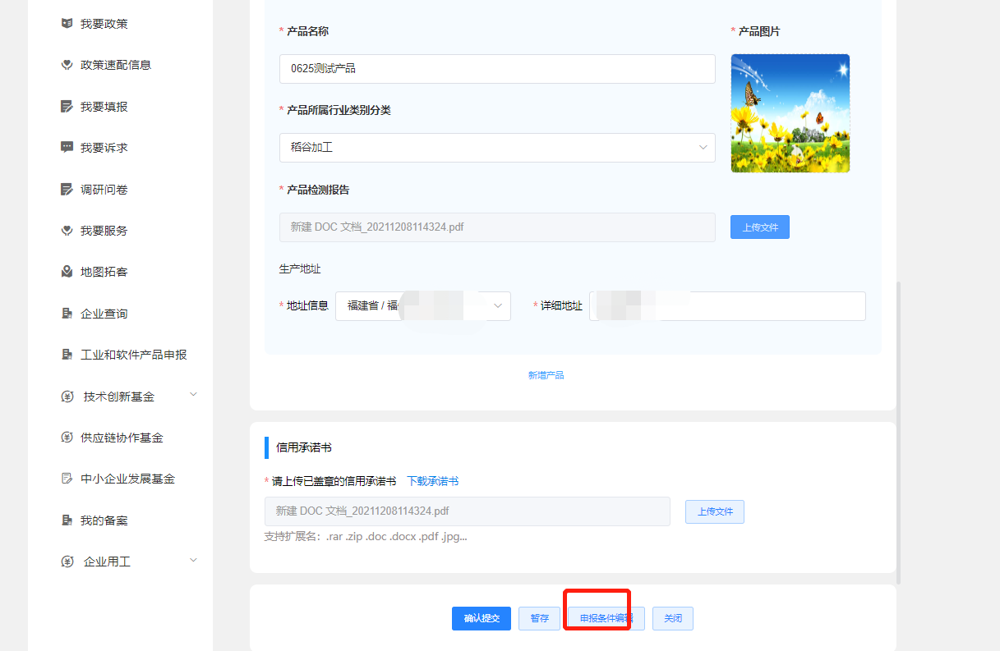 我要政策
政策速配信息
我要填报
我要诉求
调研问卷
我要服务
地图拓客
企业查询
工业和软件产品申报
技术创新基金
供应链协作基金
中小企业发展基金
我的备案
企业用工
* 产品名称
* 产品图片
0625测试产品
* 产品所属行业类别分类
稻谷加工
* 产品检测报告
新建 DOC 文档_20211208114324.pdf
上传文件
生产地址
* 地址信息 福建省 / 福 * 详细地址
新增产品
信用承诺书
* 请上传已盖章的信用承诺书 下载承诺书
新建 DOC 文档_20211208114324.pdf
上传文件
支持扩展名：.rar .zip .doc .docx .pdf .jpg...
确认提交 暂存 申报条件编辑 关闭